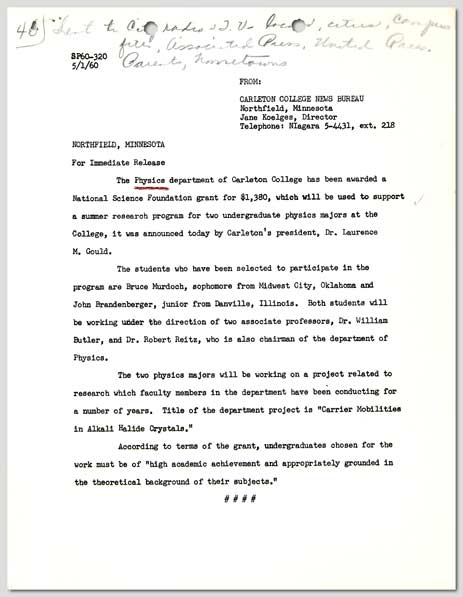 48) Sent to City radio & T.V. local, cities, Campus
files, Associated Press, United Press.
Parents, hometowns
SP60-320
5/2/60
FROM:
CARLETON COLLEGE NEWS BUREAU
Northfield, Minnesota
Jane Koelges, Director
Telephone: NIagara 5-4431, ext. 218
NORTHFIELD, MINNESOTA
For Immediate Release
The Physics department of Carleton College has been awarded a
National Science Foundation grant for $1,380, which will be used to support
a summer research program for two undergraduate physics majors at the
College, it was announced today by Carleton's president, Dr. Laurence
M. Gould.
The students who have been selected to participate in the
program are Bruce Murdoch, sophomore from Midwest City, Oklahoma and
John Brandenberger, junior from Danville, Illinois. Both students will
be working under the direction of two associate professors, Dr. William
Butler, and Dr. Robert Reitz, who is also chairman of the department of
Physics.
The two physics majors will be working on a project related to
research which faculty members in the department have been conducting for
a number of years. Title of the department project is "Carrier Mobilities
in Alkali Halide Crystals."
According to terms of the grant, undergraduates chosen for the
work must be of "high academic achievement and appropriately grounded in
the theoretical background of their subjects."
# # # #